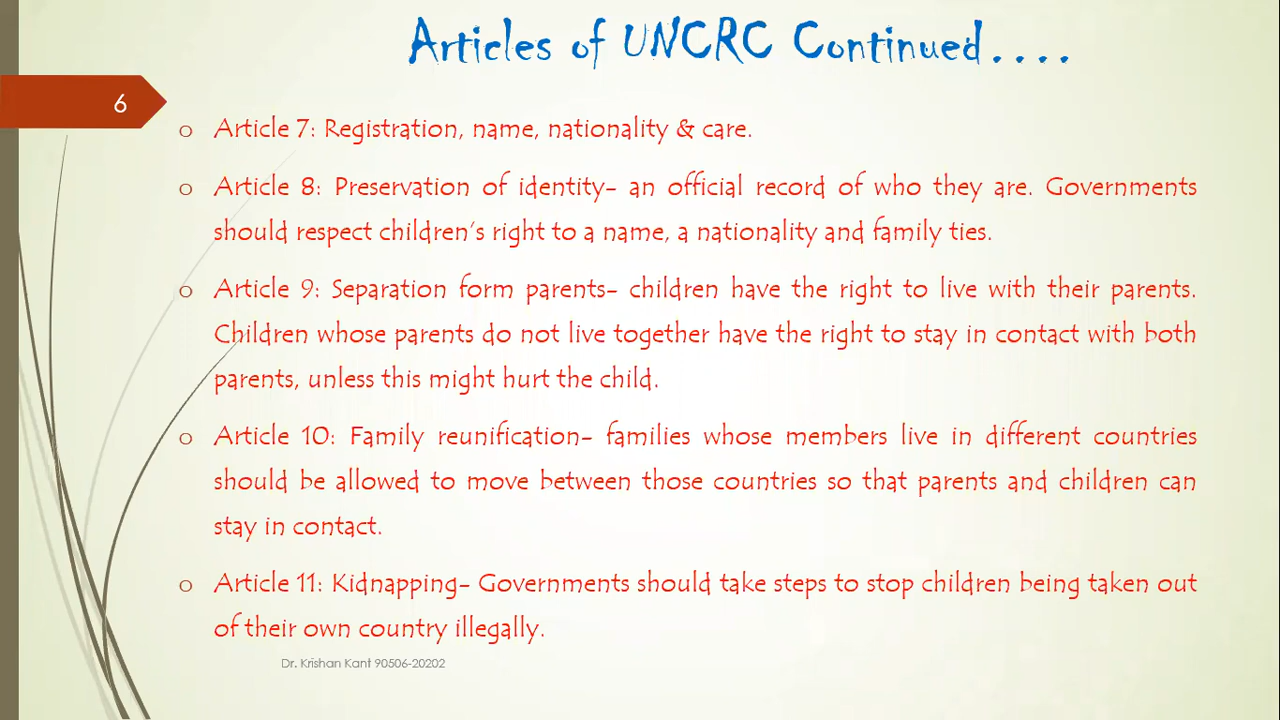 Articles of UNCRC Continued....
6
o Article 7: Registration, name, nationality & care.
o Article 8: Preservation of identity- an official record of who they are. Governments
should respect children's right to a name, a nationality and family ties.
o Article 9: Separation form parents- children have the right to live with their parents.
Children whose parents do not live together have the right to stay in contact with both
parents, unless this might hurt the child.
o Article 10: Family reunification- families whose members live in different countries
should be allowed to move between those countries so that parents and children can
stay in contact.
o Article 11: Kidnapping- Governments should take steps to stop children being taken out
of their own country illegally.
Dr. Krishan Kant 90506-20202